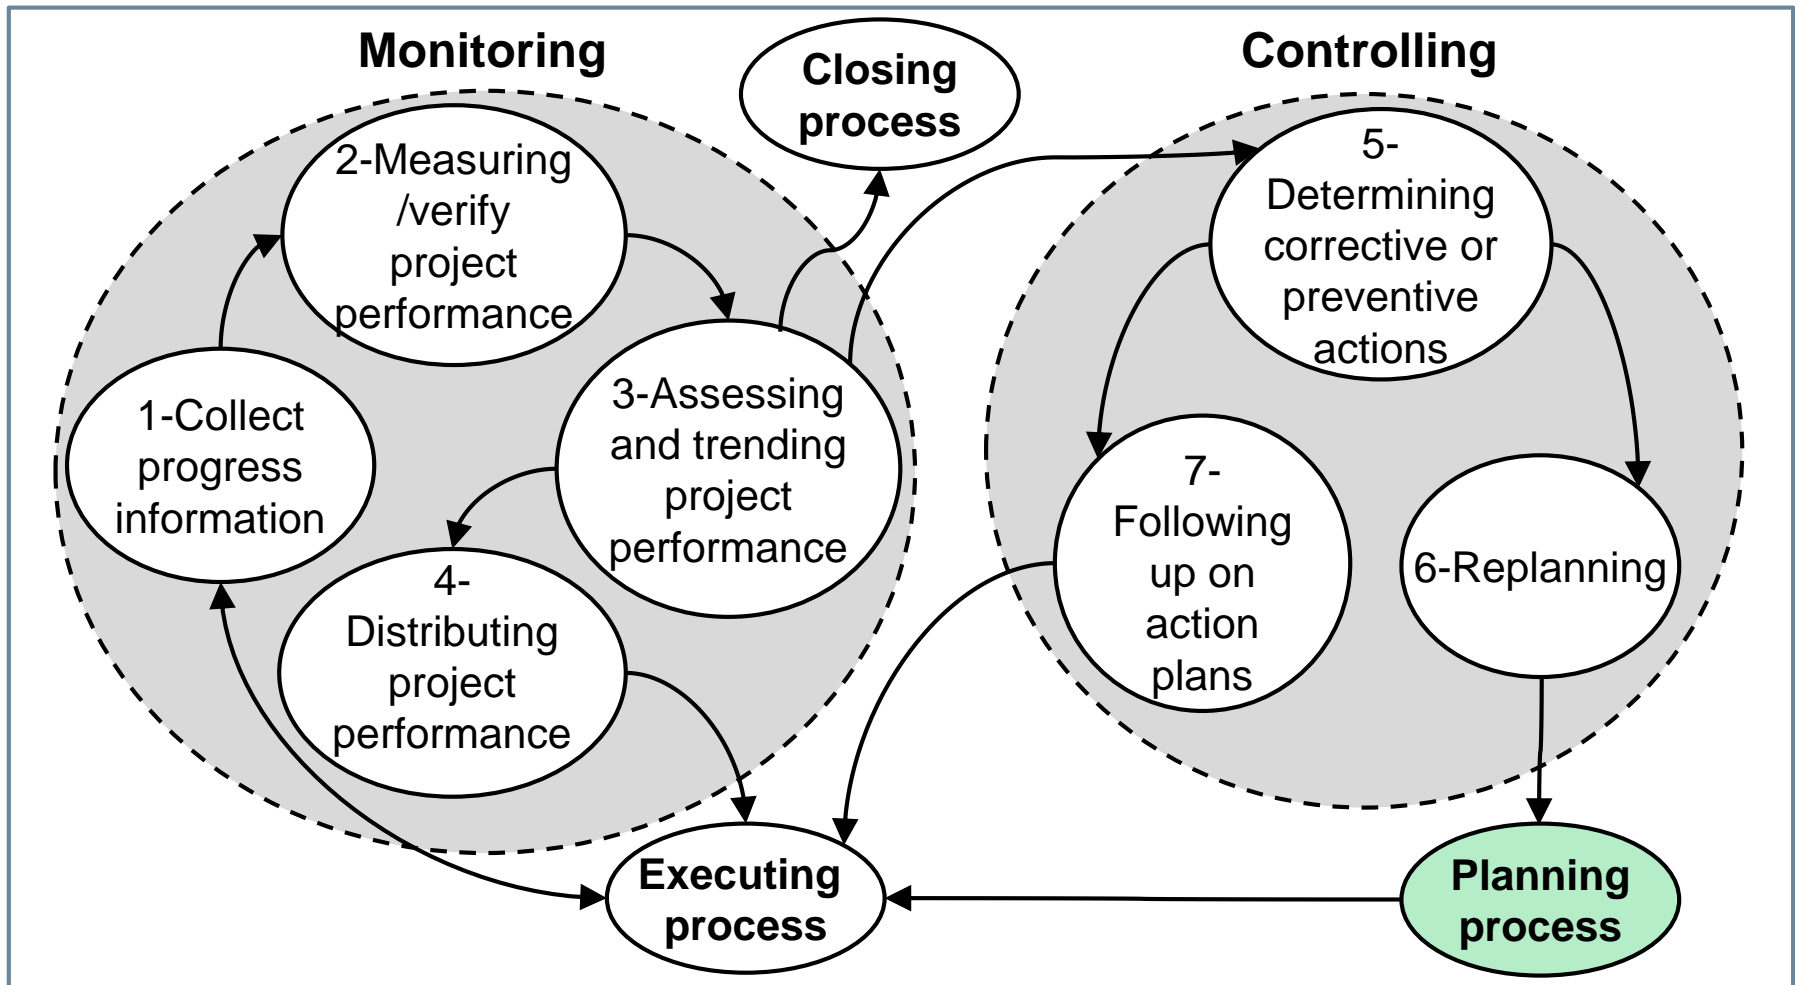 Monitoring
Closing
process
Controlling
2-Measuring
/verify
project
performance
5-
Determining
corrective or
preventive
actions
1-Collect
progress
information
3-Assessing
and trending
project
performance
4-
Distributing
project
performance
7-
Following
up on
action
plans
6-Replanning
Executing
process
Planning
process